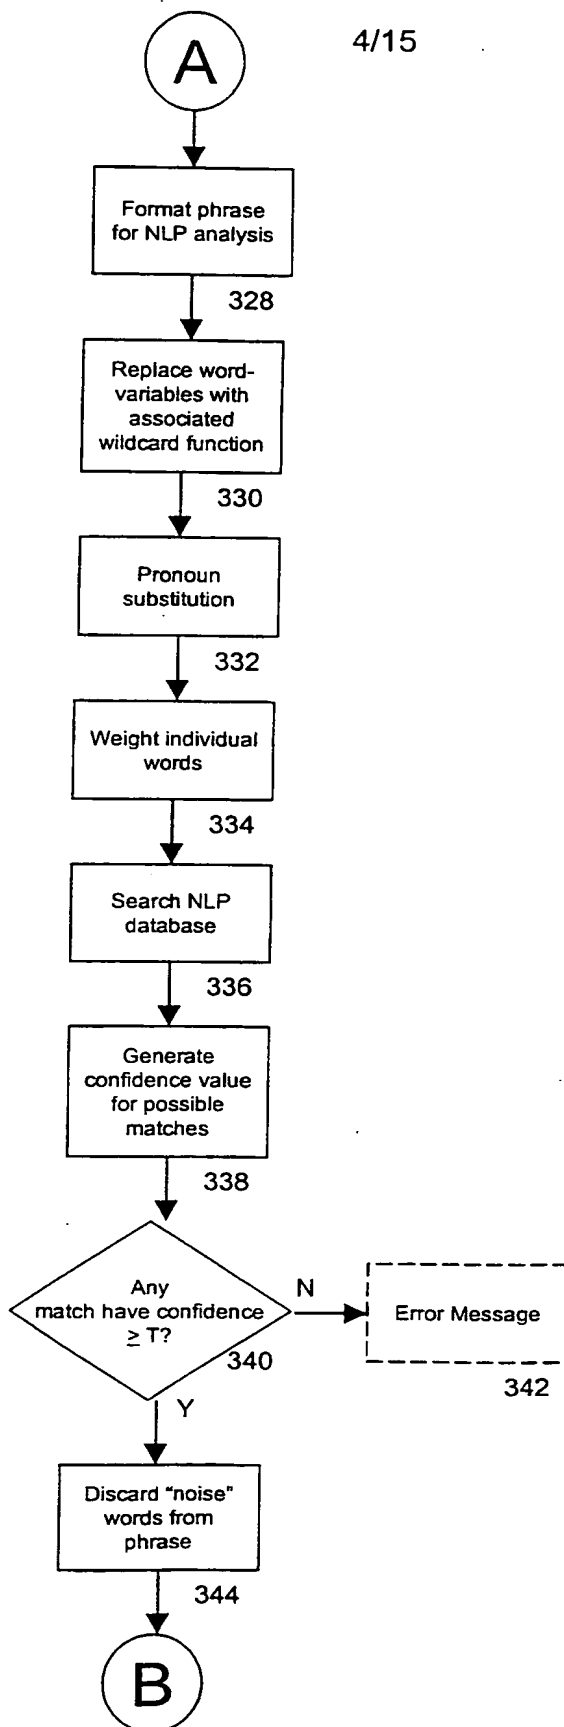 4/15
A
Format phrase
for NLP analysis
328
Replace word-
variables with
associated
wildcard function
330
Pronoun
substitution
332
Weight individual
words
334
Search NLP
database
336
Generate
confidence value
for possible
matches
338
Any
match have confidence
≥ T?
340
N
Error Message
342
Y
Discard "noise"
words from
phrase
344
B